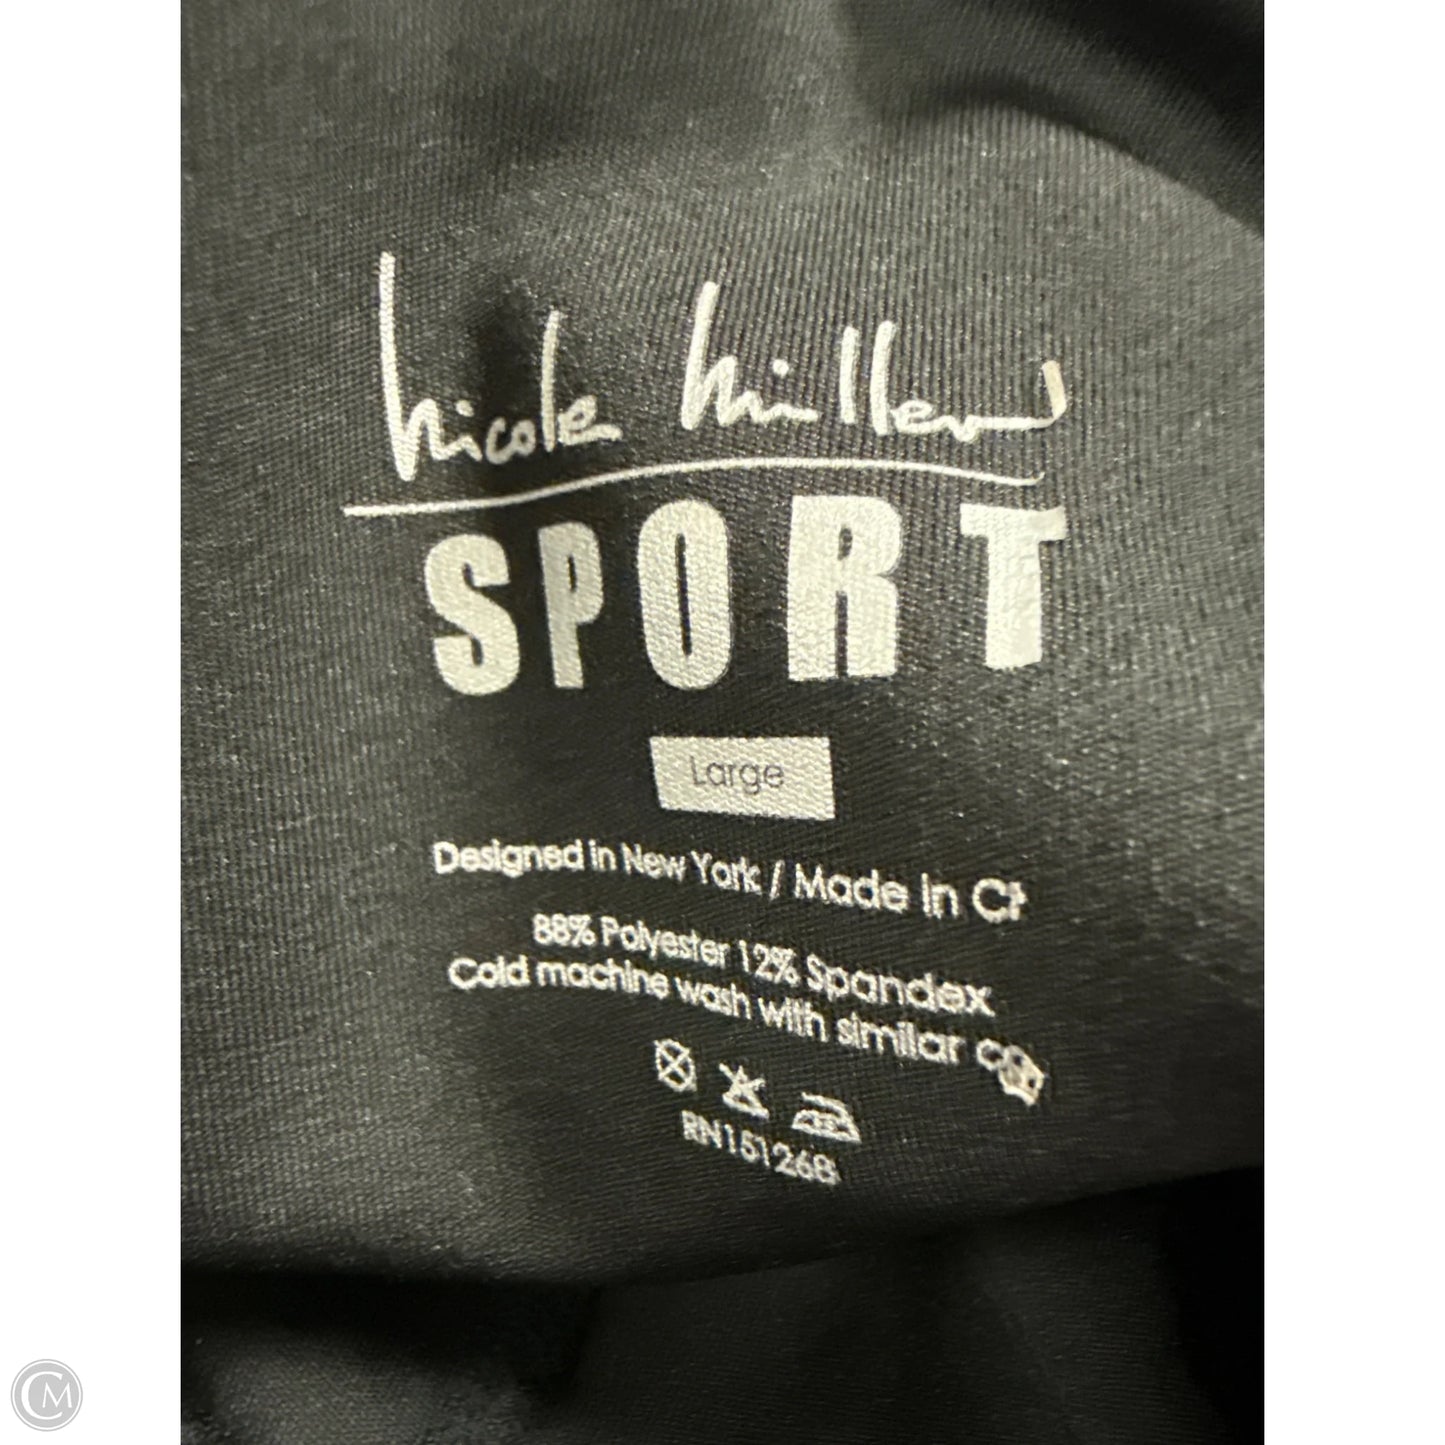 Nicole Miller
SPORT
Large
Designed in New York / Made in
88% Polyester 12% Spandex
Cold machine wash with similar
RN151268
CM